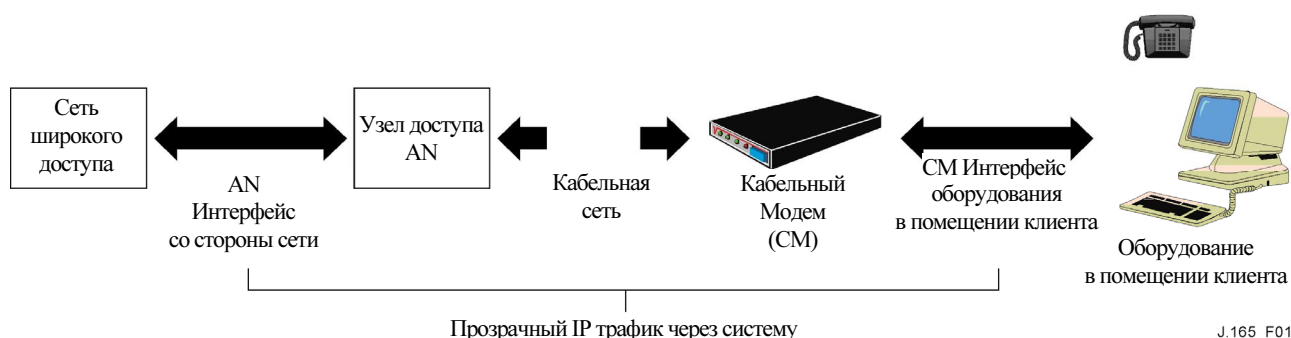 Сеть
широкого
доступа
AN
Интерфейс
со стороны сети
Узел доступа
AN
Кабельная
сеть
Кабельный
Модем
(CM)
CM Интерфейс
оборудования
в помещении клиента
Оборудование
в помещении клиента
Прозрачный IP трафик через систему
J.165_F01